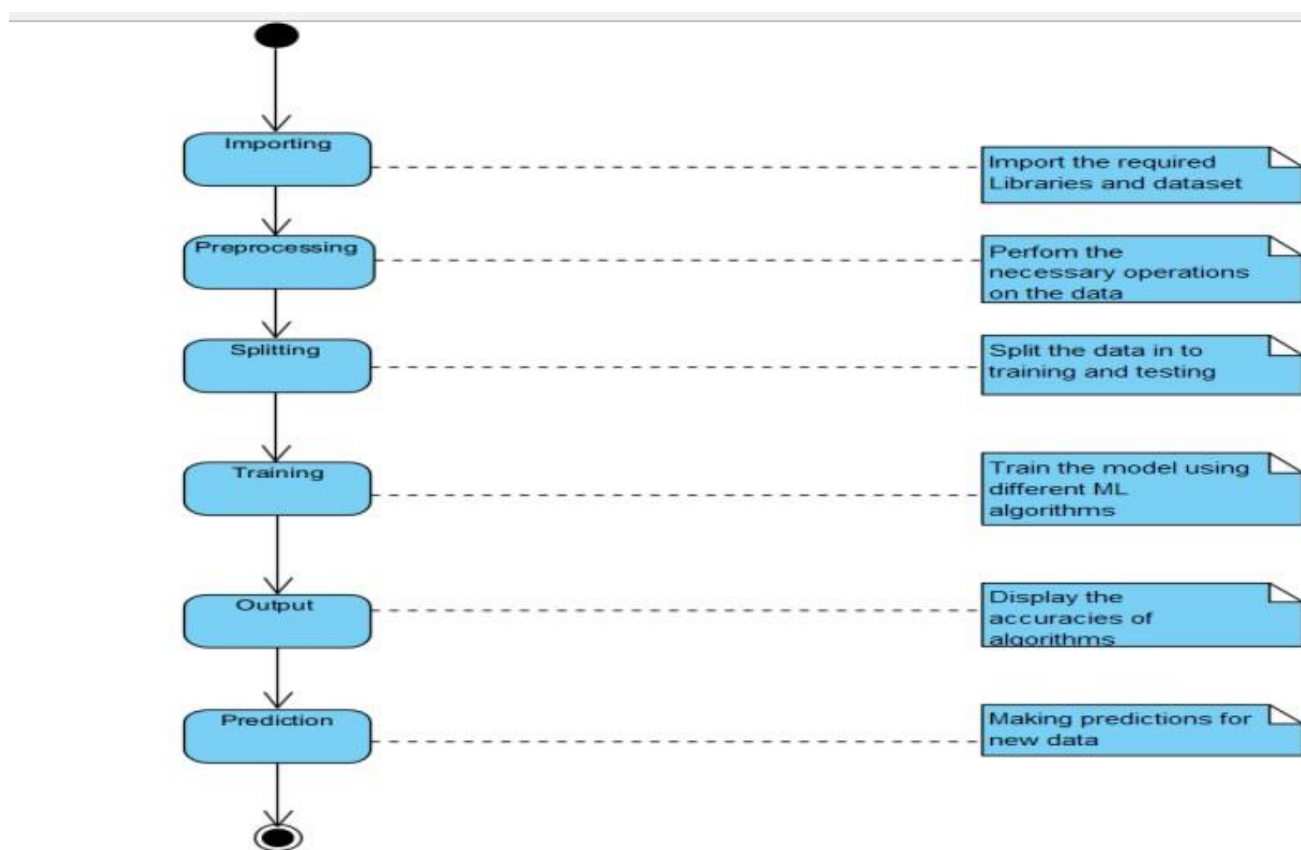 Importing
Import the required
Libraries and dataset
Preprocessing
Perfom the
necessary operations
on the data
Splitting
Split the data in to
training and testing
Training
Train the model using
different ML
algorithms
Output
Display the
accuracies of
algorithms
Prediction
Making predictions for
new data